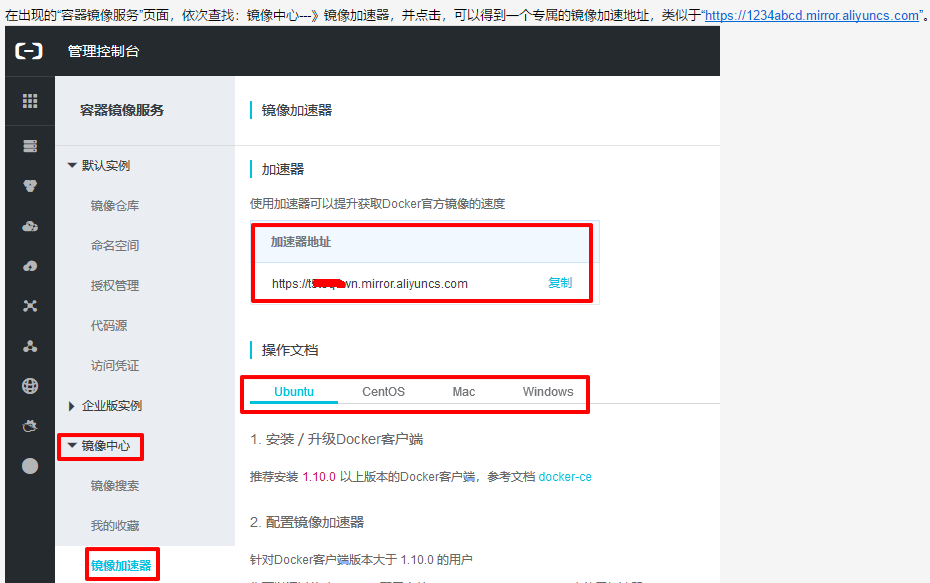 在出现的“容器镜像服务”页面，依次查找：镜像中心---》镜像加速器，并点击，可以得到一个专属的镜像加速地址，类似于“https://1234abcd.mirror.aliyuncs.com”。
管理控制台
容器镜像服务
镜像加速器
默认实例
加速器
镜像仓库
使用加速器可以提升获取Docker官方镜像的速度
命名空间
加速器地址
授权管理
.mirror.aliyuncs.com
复制
代码源
操作文档
访问凭证
Ubuntu CentOS Mac Windows
企业版实例
1. 安装 / 升级Docker客户端
镜像中心
推荐安装 1.10.0 以上版本的Docker客户端，参考文档 docker-ce
镜像搜索
2. 配置镜像加速器
我的收藏
针对Docker客户端版本大于 1.10.0 的用户
镜像加速器